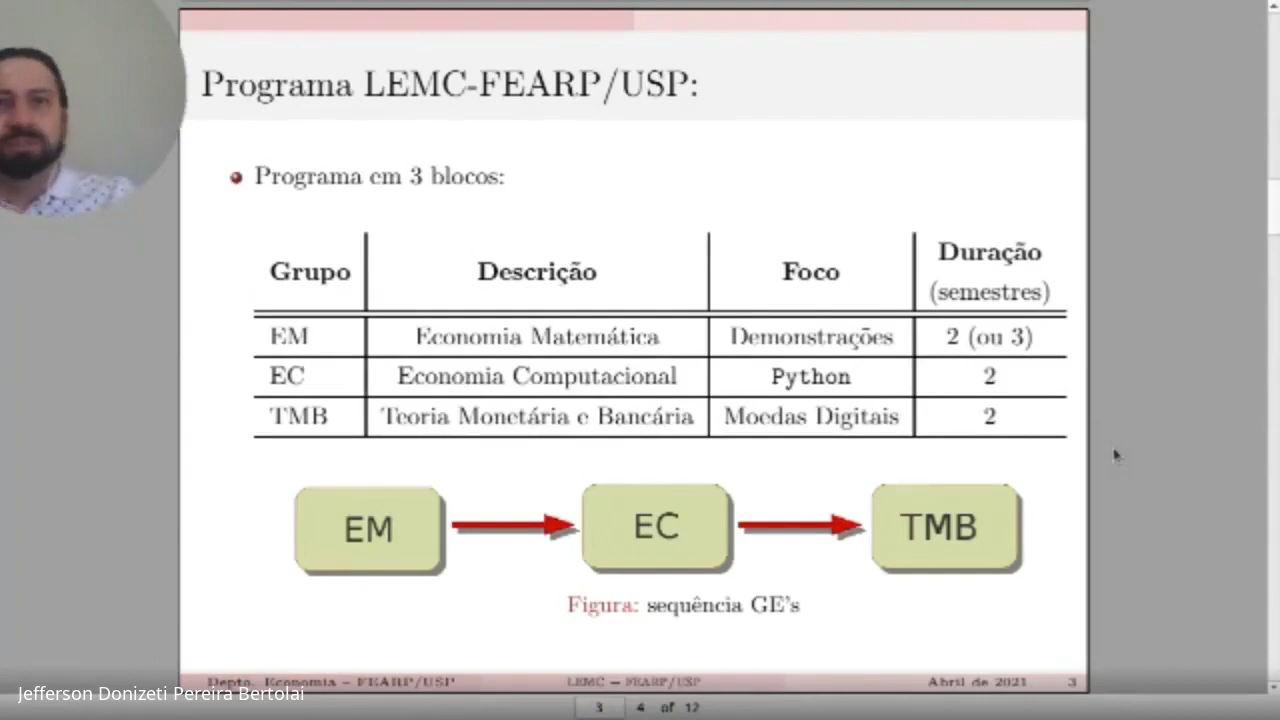 Programa LEMC-FEARP/USP:
Programa em 3 blocos:
Grupo Descrição Foco Duração (semestres)
EM Economia Matemática Demonstrações 2 (ou 3)
EC Economia Computacional Python 2
TMB Teoria Monetária e Bancária Moedas Digitais 2
EM EC TMB
Figura: sequência GE's
Depto. Economia – FEARP/USP LEMC – FEARP/USP Abril de 2021 3
Jefferson Donizeti Pereira Bertolai
3 4 of 12